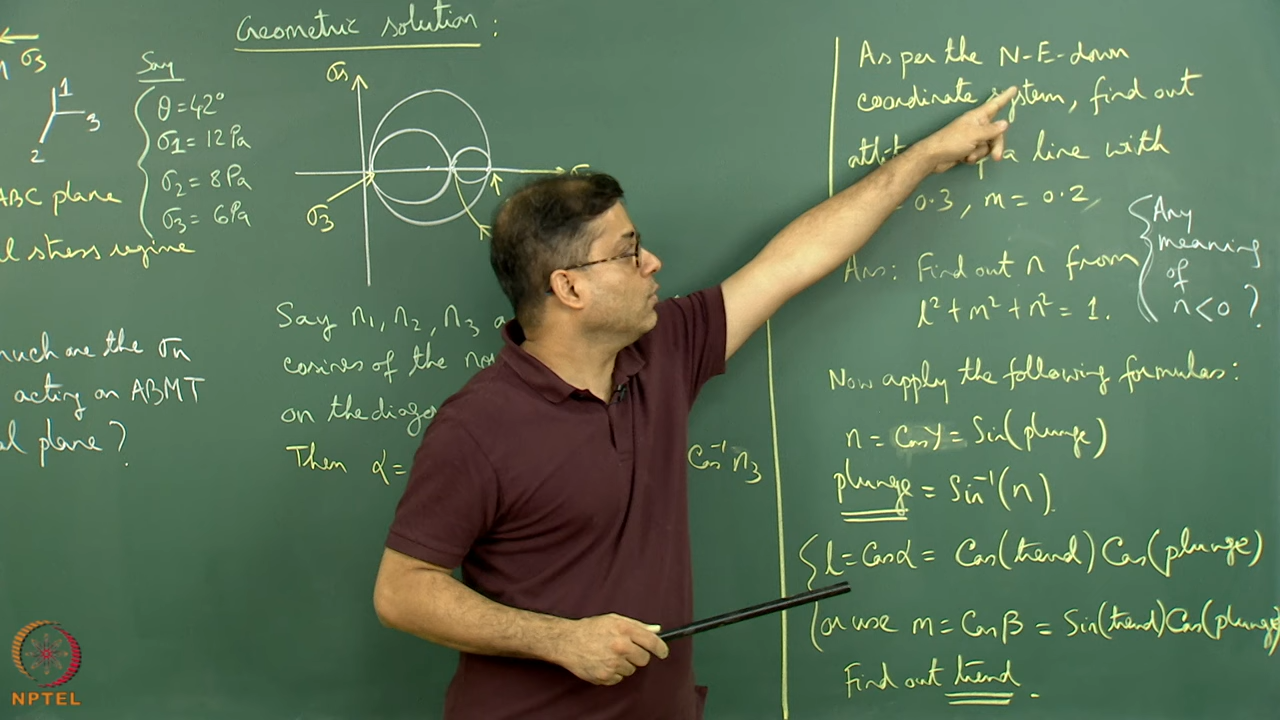 Geometric solution:
σ3
1
2
3
Say
θ = 42°
σ1 = 12 Pa
σ2 = 8 Pa
σ3 = 6 Pa
ABC plane
stress regime
much are the σn
acting on ABMT
plane?
σs
σ3
Say n1, n2, n3
cosines of the
on the
Then α =
Cos⁻¹ n3
As per the N-E-down
coordinate system, find out
a line with
= 0.3, m = 0.2,
Ans: Find out n from
l² + m² + n² = 1.
{Any
meaning
of
n<0 ?
Now apply the following formulas:
n = Cosγ = Sin(plunge)
plunge = Sin⁻¹(n)
{l = Cosα = Cos(trend) Cos(plunge)
(or use m = Cosβ = Sin(trend) Cos(plunge)
Find out trend.
NPTEL